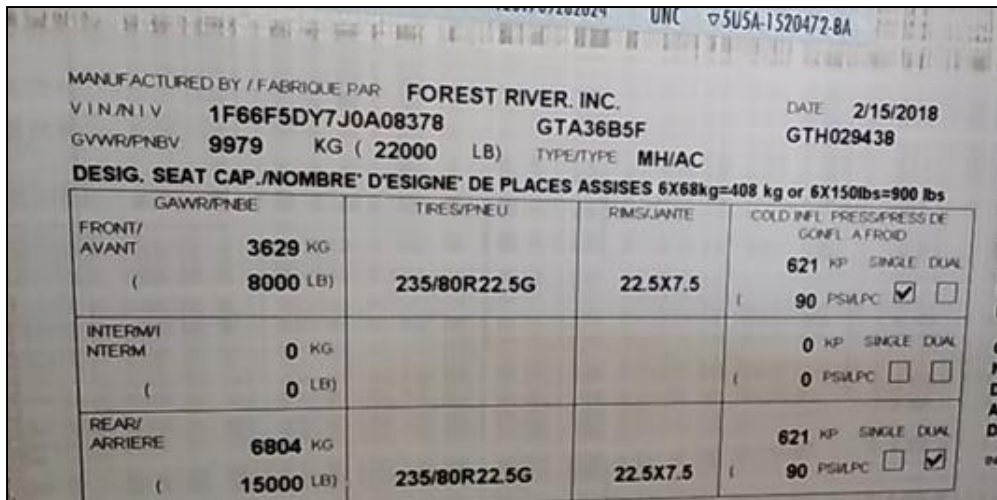 UNC ▽5U5A-1520472-BA
MANUFACTURED BY / FABRIQUE PAR FOREST RIVER. INC.
VIN/NIV 1F66F5DY7J0A08378 GTA36B5F DATE 2/15/2018
GVWR/PNBV 9979 KG ( 22000 LB) TYPE/TYPE MH/AC GTH029438
DESIG. SEAT CAP./NOMBRE' D'ESIGNE' DE PLACES ASSISES 6X68kg=408 kg or 6X150lbs=900 lbs
GAWR/PNBE TIRES/PNEU RIMS/JANTE COLD INFL. PRESS/PRESS DE
GONFL. A FROID
FRONT/
AVANT 3629 KG 621 KP SINGLE DUAL
( 8000 LB) 235/80R22.5G 22.5X7.5 ( 90 PSI/LPC
INTERM/I
NTERM 0 KG 0 KP SINGLE DUAL
( 0 LB) ( 0 PSI/LPC
REAR/
ARRIERE 6804 KG 621 KP SINGLE DUAL
( 15000 LB) 235/80R22.5G 22.5X7.5 ( 90 PSI/LPC